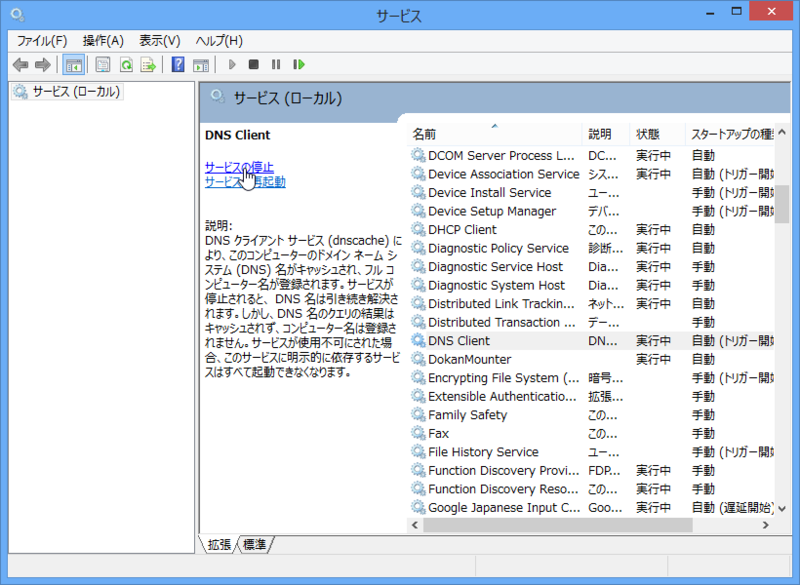 サービス
ファイル(F) 操作(A) 表示(V) ヘルプ(H)
サービス (ローカル)
サービス (ローカル)
DNS Client
サービスの停止
サービスの再起動
説明:
DNS クライアント サービス (dnscache) に
より、このコンピューターのドメイン ネーム シ
ステム (DNS) 名がキャッシュされ、フル コ
ンピューター名が登録されます。サービスが
停止されると、DNS 名は引き続き解決さ
れます。しかし、DNS 名のクエリの結果は
キャッシュされず、コンピューター名は登録さ
れません。サービスが使用不可にされた場
合、このサービスに明示的に依存するサービ
スはすべて起動できなくなります。
名前 説明 状態 スタートアップの種
DCOM Server Process L... DC... 実行中 自動
Device Association Service シス... 実行中 自動 (トリガー開
Device Install Service ユー... 手動 (トリガー開
Device Setup Manager デバ... 手動 (トリガー開
DHCP Client この... 実行中 自動
Diagnostic Policy Service 診断... 実行中 自動
Diagnostic Service Host Dia... 実行中 手動
Diagnostic System Host Dia... 実行中 手動
Distributed Link Trackin... ネット... 実行中 自動
Distributed Transaction ... デー... 手動
DNS Client DN... 実行中 自動 (トリガー開
DokanMounter 実行中 自動
Encrypting File System (... 暗号... 手動 (トリガー開
Extensible Authenticatio... 拡張... 手動
Family Safety この... 手動
Fax この... 手動
File History Service ユー... 手動 (トリガー開
Function Discovery Provi... FDP... 実行中 手動
Function Discovery Reso... この... 実行中 手動
Google Japanese Input C... Goo... 実行中 自動 (遅延開始)
拡張 標準